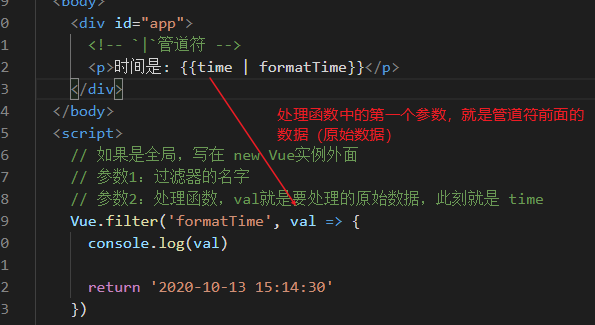 9 <body>
0 <div id="app">
1 <!-- `|`管道符 -->
2 <p>时间是: {{time | formatTime}}</p>
3 </div>
4 </body>
5 <script>
6 // 如果是全局，写在 new Vue实例外面
7 // 参数1：过滤器的名字
8 // 参数2：处理函数，val就是要处理的原始数据，此刻就是 time
9 Vue.filter('formatTime', val => {
0 console.log(val)
1
2 return '2020-10-13 15:14:30'
3 })
处理函数中的第一个参数，就是管道符前面的
数据（原始数据）